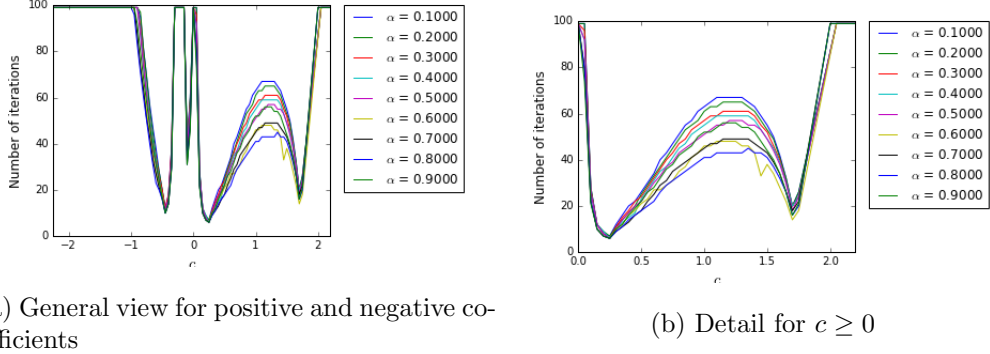 100
80
60
40
20
0
Number of iterations
−2
−1
0
1
2
c
α = 0.1000
α = 0.2000
α = 0.3000
α = 0.4000
α = 0.5000
α = 0.6000
α = 0.7000
α = 0.8000
α = 0.9000
100
80
60
40
20
0
Number of iterations
0.0
0.5
1.0
1.5
2.0
c
α = 0.1000
α = 0.2000
α = 0.3000
α = 0.4000
α = 0.5000
α = 0.6000
α = 0.7000
α = 0.8000
α = 0.9000
) General view for positive and negative co-
fficients
(b) Detail for c ≥ 0